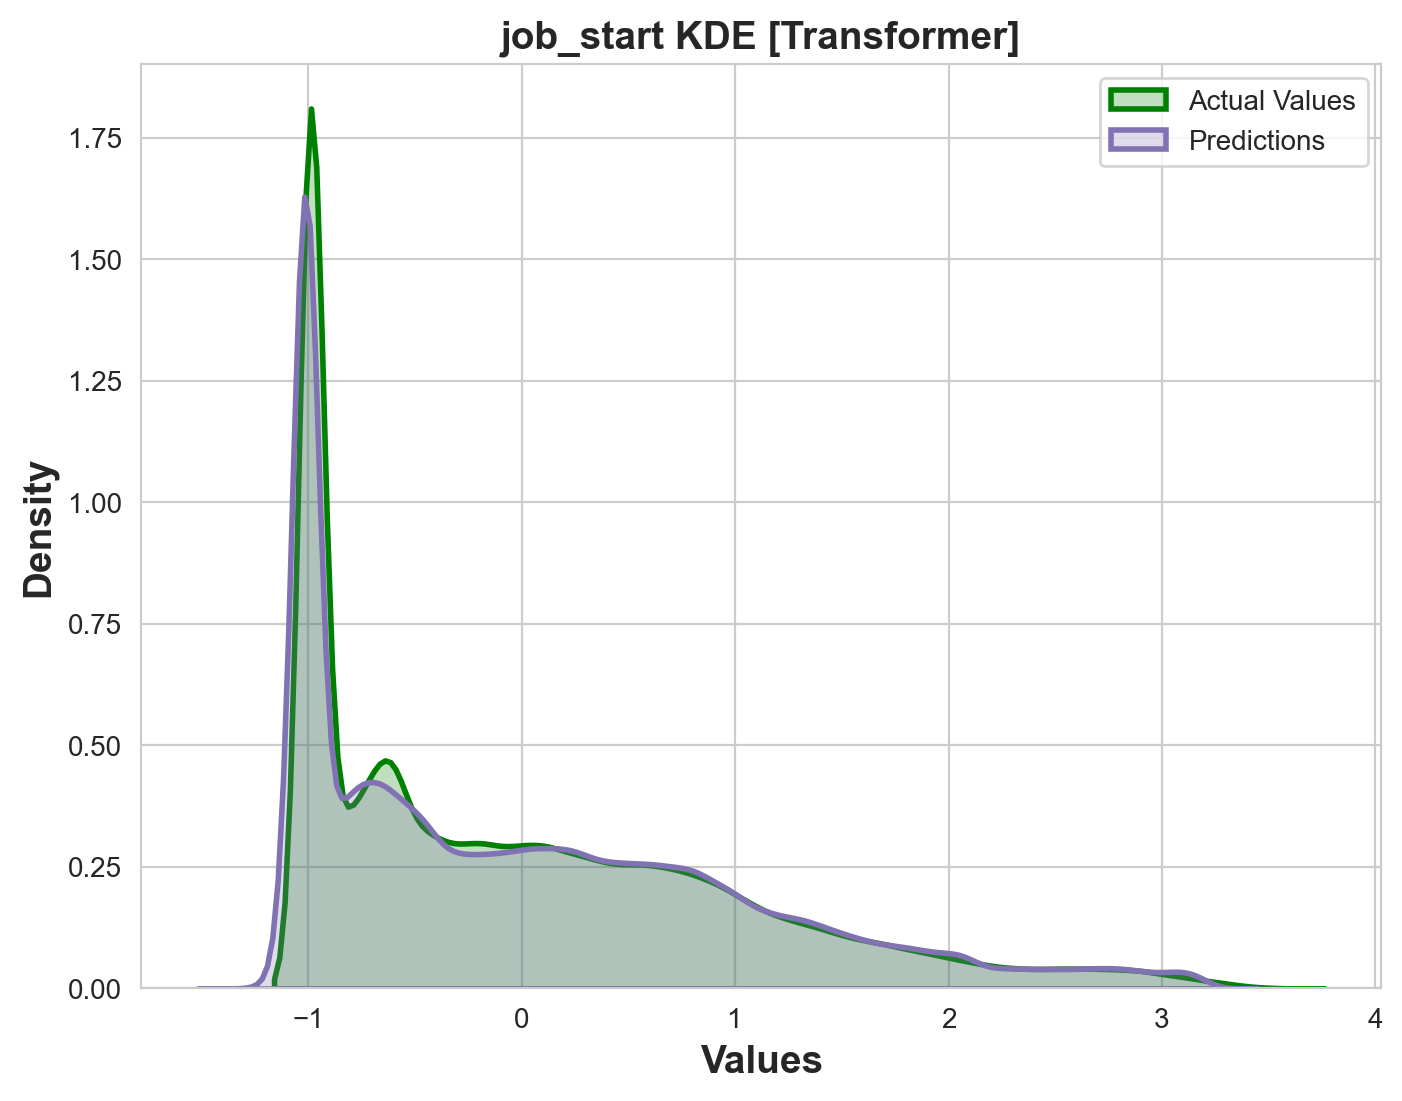 job_start KDE [Transformer]
Actual Values
Predictions
1.75
1.50
1.25
1.00
0.75
0.50
0.25
0.00
Density
−1
0
1
2
3
4
Values